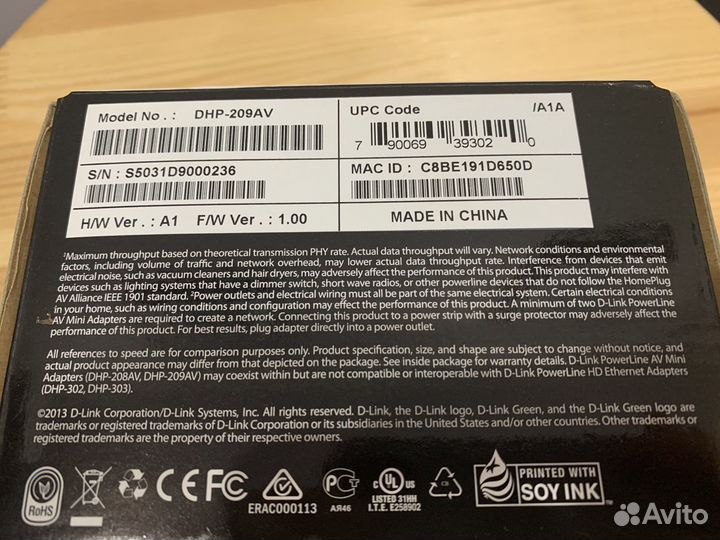 Model No . :   DHP-209AV
UPC Code   /A1A
7 90069 39302 0
S/N : S5031D9000236
MAC ID : C8BE191D650D
H/W Ver . : A1   F/W Ver . : 1.00
MADE IN CHINA
¹Maximum throughput based on theoretical transmission PHY rate. Actual data throughput will vary. Network conditions and environmental
factors, including volume of traffic and network overhead, may lower actual data throughput rate. Interference from devices that emit
electrical noise, such as vacuum cleaners and hair dryers, may adversely affect the performance of this product. This product may interfere with
devices such as lighting systems that have a dimmer switch, short wave radios, or other powerline devices that do not follow the HomePlug
AV Alliance IEEE 1901 standard. ²Power outlets and electrical wiring must all be part of the same electrical system. Certain electrical conditions
in your home, such as wiring conditions and configuration may effect the performance of this product. A minimum of two D-Link PowerLine
AV Mini Adapters are required to create a network. Connecting this product to a power strip with a surge protector may adversely affect the
performance of this product. For best results, plug adapter directly into a power outlet.
All references to speed are for comparison purposes only. Product specification, size, and shape are subject to change without notice, and
actual product appearance may differ from that depicted on the package. See inside package for warranty details. D-Link PowerLine AV Mini
Adapters (DHP-208AV, DHP-209AV) may coexist within but are not compatible or interoperable with D-Link PowerLine HD Ethernet Adapters
(DHP-302, DHP-303).
©2013 D-Link Corporation/D-Link Systems, Inc. All rights reserved. D-Link, the D-Link logo, D-Link Green, and the D-Link Green logo are
trademarks or registered trademarks of D-Link Corporation or its subsidiaries in the United States and/or other countries. Other trademarks or
registered trademarks are the property of their respective owners.
RoHS
CE FC
ERAC000113
РСТ
АЯ46
c UL US
LISTED 31HH
I.T.E. E258902
PRINTED WITH
SOY INK
Avito